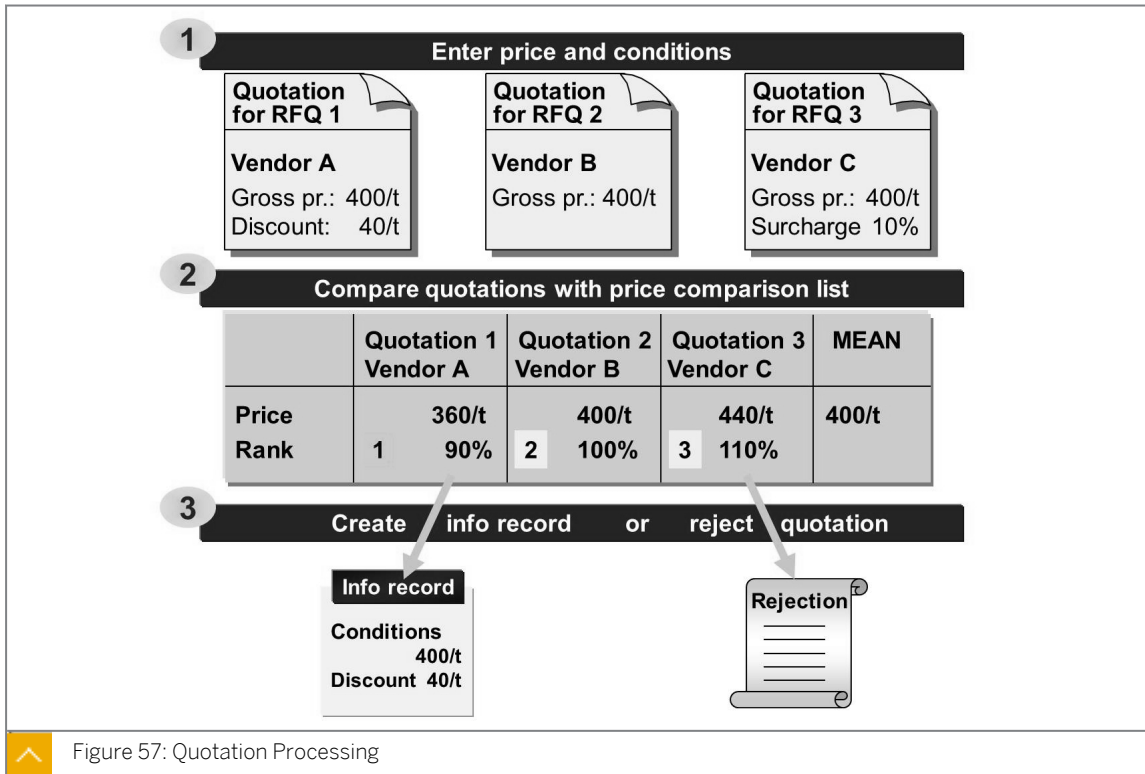 1
Enter price and conditions
Quotation
for RFQ 1
Vendor A
Gross pr.: 400/t
Discount: 40/t
Quotation
for RFQ 2
Vendor B
Gross pr.: 400/t
Quotation
for RFQ 3
Vendor C
Gross pr.: 400/t
Surcharge 10%
2
Compare quotations with price comparison list
Quotation 1 Quotation 2 Quotation 3 MEAN
Vendor A Vendor B Vendor C
Price 360/t 400/t 440/t 400/t
Rank 1 90% 2 100% 3 110%
3
Create info record or reject quotation
Info record
Conditions
400/t
Discount 40/t
Rejection
Figure 57: Quotation Processing